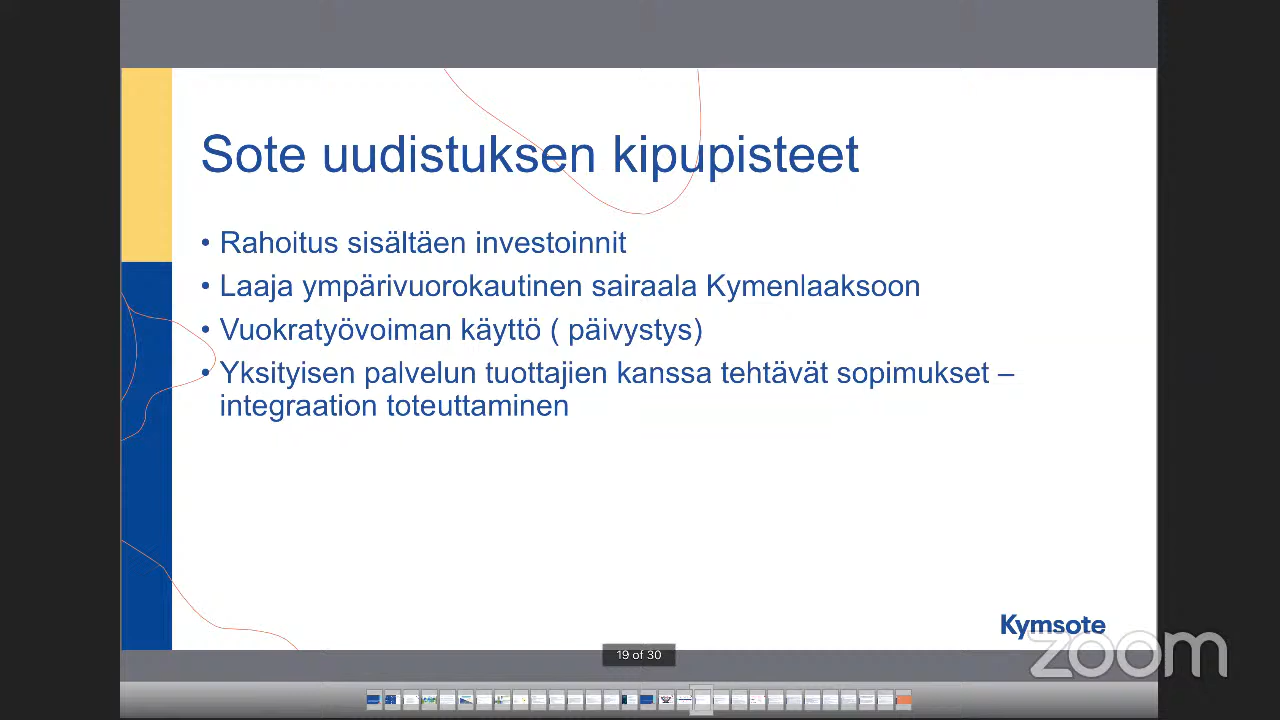 Sote uudistuksen kipupisteet
• Rahoitus sisältäen investoinnit
• Laaja ympärivuorokautinen sairaala Kymenlaaksoon
• Vuokratyövoiman käyttö ( päivystys)
• Yksityisen palvelun tuottajien kanssa tehtävät sopimukset –
integraation toteuttaminen
Kymsote
zoom
19 of 30